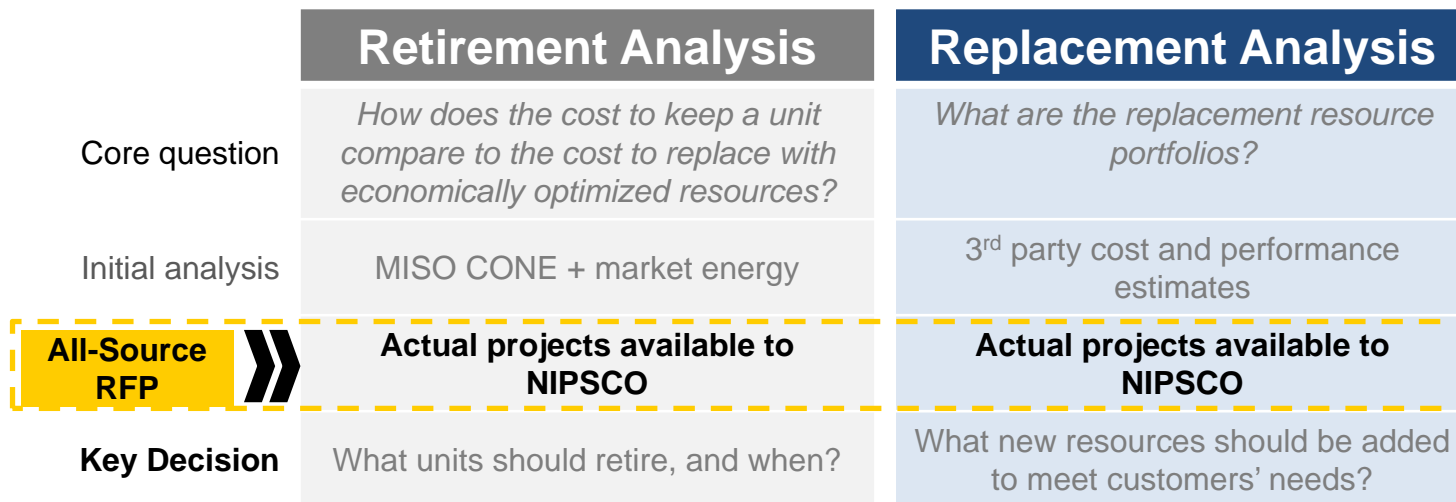 Retirement Analysis
Replacement Analysis
Core question
How does the cost to keep a unit
compare to the cost to replace with
economically optimized resources?
What are the replacement resource
portfolios?
Initial analysis
MISO CONE + market energy
3rd party cost and performance
estimates
All-Source
RFP
Actual projects available to
NIPSCO
Actual projects available to
NIPSCO
Key Decision
What units should retire, and when?
What new resources should be added
to meet customers’ needs?